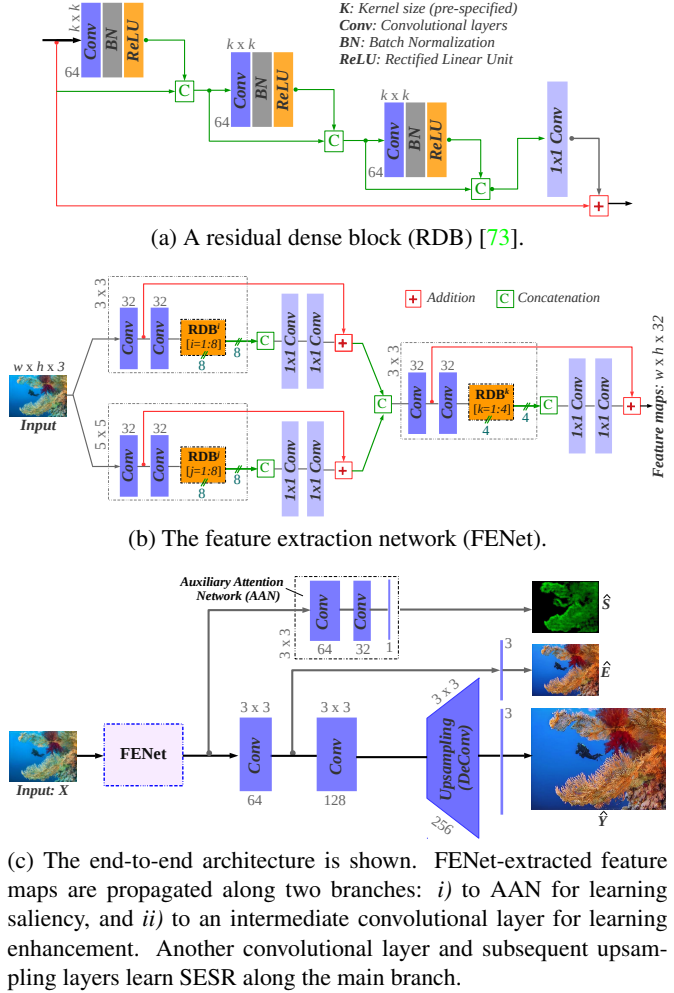 K: Kernel size (pre-specified)
Conv: Convolutional layers
BN: Batch Normalization
ReLU: Rectified Linear Unit
k x k
Conv
BN
ReLU
64
C
k x k
Conv
BN
ReLU
64
C
k x k
Conv
BN
ReLU
64
C
1x1 Conv
+
(a) A residual dense block (RDB) [73].
w x h x 3
Input
3 x 3
32
32
Conv
Conv
RDBⁱ
[i=1:8]
8
8
C
1x1 Conv
1x1 Conv
+
5 x 5
32
32
Conv
Conv
RDBʲ
[j=1:8]
8
8
C
1x1 Conv
1x1 Conv
+
C
+ Addition
C Concatenation
3 x 3
32
32
Conv
Conv
RDBᵏ
[k=1:4]
4
4
C
1x1 Conv
1x1 Conv
+
Feature maps: w x h x 32
(b) The feature extraction network (FENet).
Auxiliary Attention
Network (AAN)
3 x 3
Conv
64
Conv
32
1
Ŝ
3
Ê
Input: X
FENet
3 x 3
Conv
64
3 x 3
Conv
128
3 x 3
Upsampling
(DeConv)
256
3
Ŷ
(c) The end-to-end architecture is shown. FENet-extracted feature
maps are propagated along two branches: i) to AAN for learning
saliency, and ii) to an intermediate convolutional layer for learning
enhancement. Another convolutional layer and subsequent upsam-
pling layers learn SESR along the main branch.